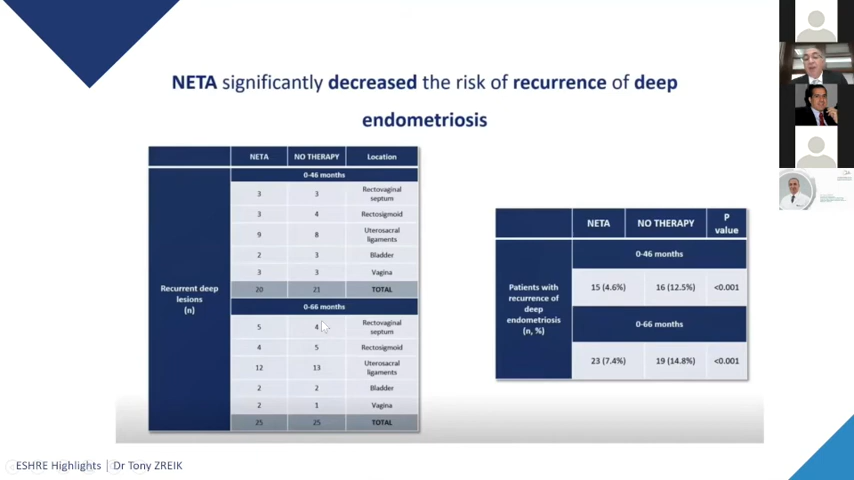 NETA significantly decreased the risk of recurrence of deep
endometriosis
NETA NO THERAPY Location
0-46 months
3 3 Rectovaginal
septum
3 4 Rectosigmoid
9 8 Uterosacral
ligaments
2 3 Bladder
3 3 Vagina
20 21 TOTAL
Recurrent deep
lesions
(n)
0-66 months
5 4 Rectovaginal
septum
4 5 Rectosigmoid
12 13 Uterosacral
ligaments
2 2 Bladder
2 1 Vagina
25 25 TOTAL
NETA NO THERAPY P
value
0-46 months
Patients with
recurrence of
deep
endometriosis
(n, %)
15 (4.6%) 16 (12.5%) <0.001
0-66 months
23 (7.4%) 19 (14.8%) <0.001
ESHRE Highlights | Dr Tony ZREIK